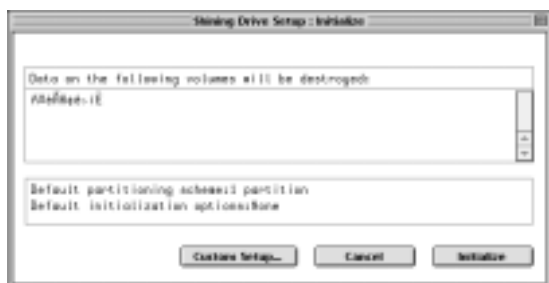 Shining Drive Setup : Initialize
Data on the following volumes will be destroyed:
Default partitioning scheme:1 partition
Default initialization options:None
Custom Setup... Cancel Initialize